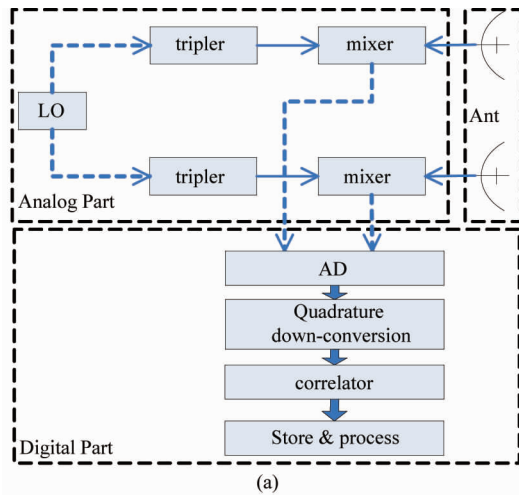 tripler
mixer
LO
Ant
tripler
mixer
Analog Part
AD
Quadrature
down-conversion
correlator
Store & process
Digital Part
(a)